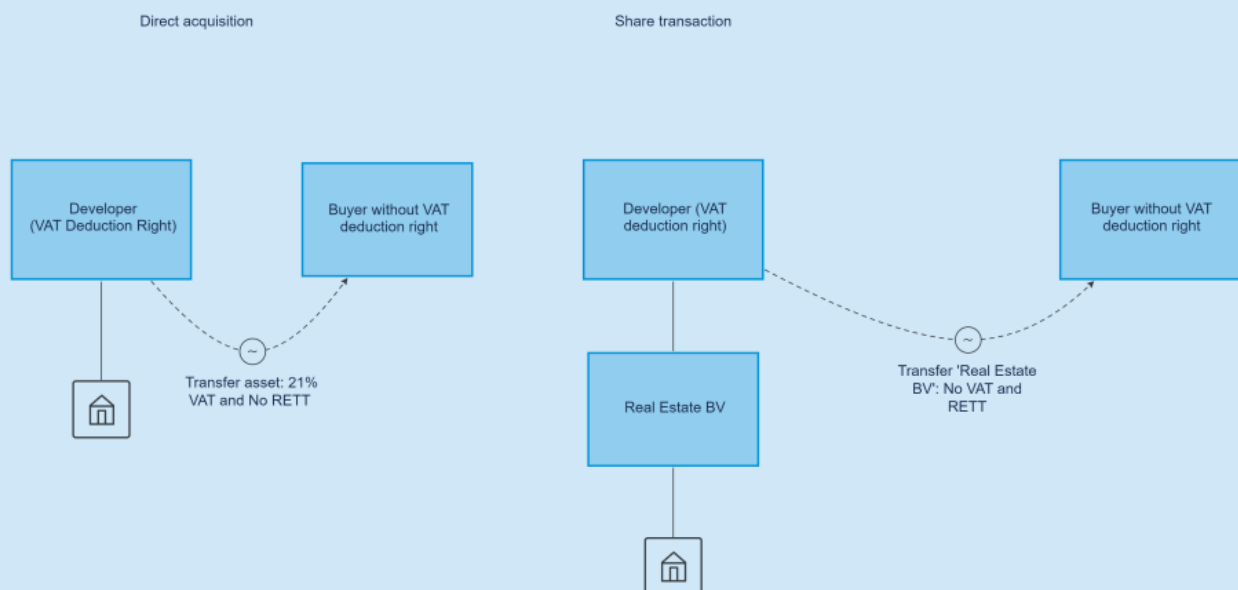 Direct acquisition
Share transaction
Developer
(VAT Deduction Right)
Buyer without VAT
deduction right
Developer (VAT
deduction right)
Buyer without VAT
deduction right
~
Transfer asset: 21%
VAT and No RETT
~
Transfer 'Real Estate
BV': No VAT and
RETT
Real Estate BV